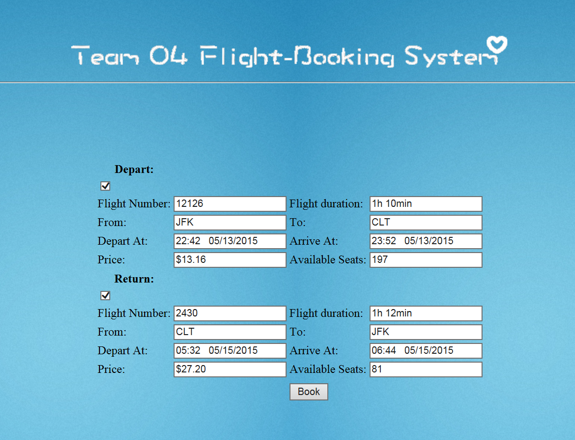 Team 04 Flight-Booking System
Depart:
Flight Number: 12126 Flight duration: 1h 10min
From: JFK To: CLT
Depart At: 22:42 05/13/2015 Arrive At: 23:52 05/13/2015
Price: $13.16 Available Seats: 197
Return:
Flight Number: 2430 Flight duration: 1h 12min
From: CLT To: JFK
Depart At: 05:32 05/15/2015 Arrive At: 06:44 05/15/2015
Price: $27.20 Available Seats: 81
Book